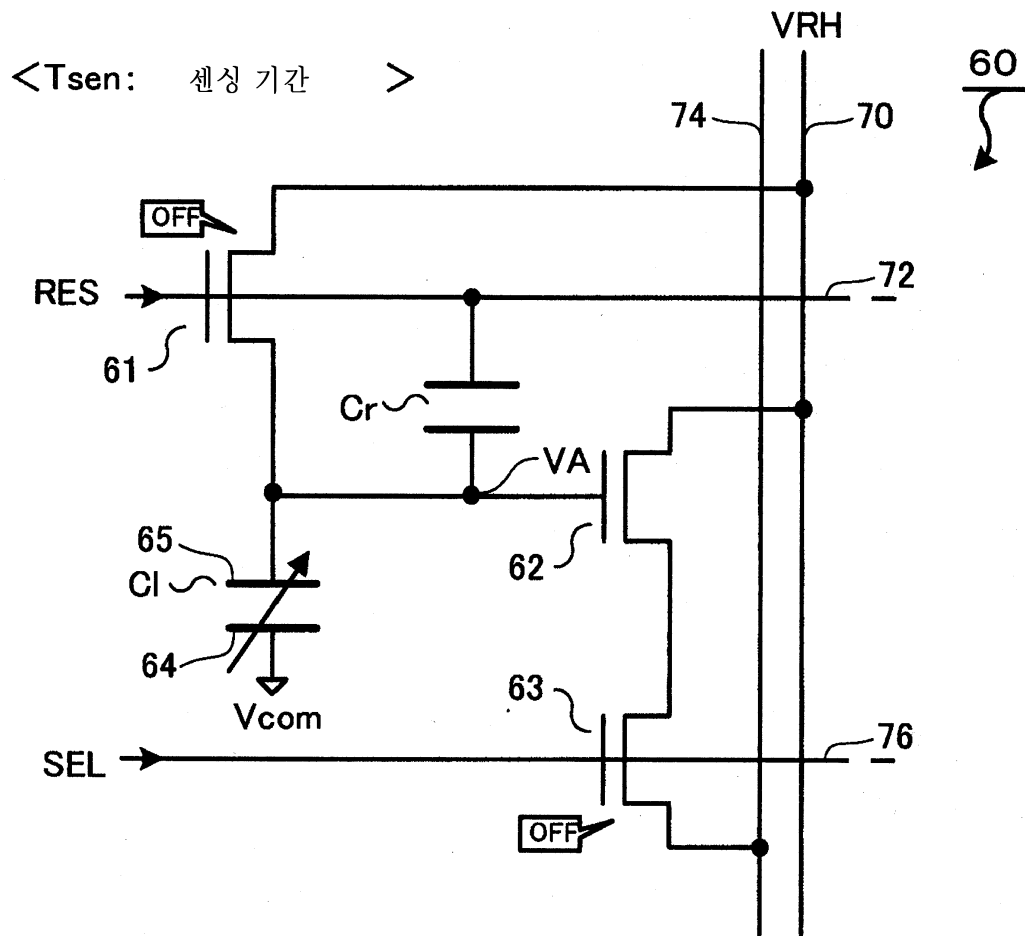 VRH
<Tsen: 센싱 기간 >
60
74
70
OFF
RES
72
61
Cr
VA
65
Cl
62
64
Vcom
63
76
SEL
OFF